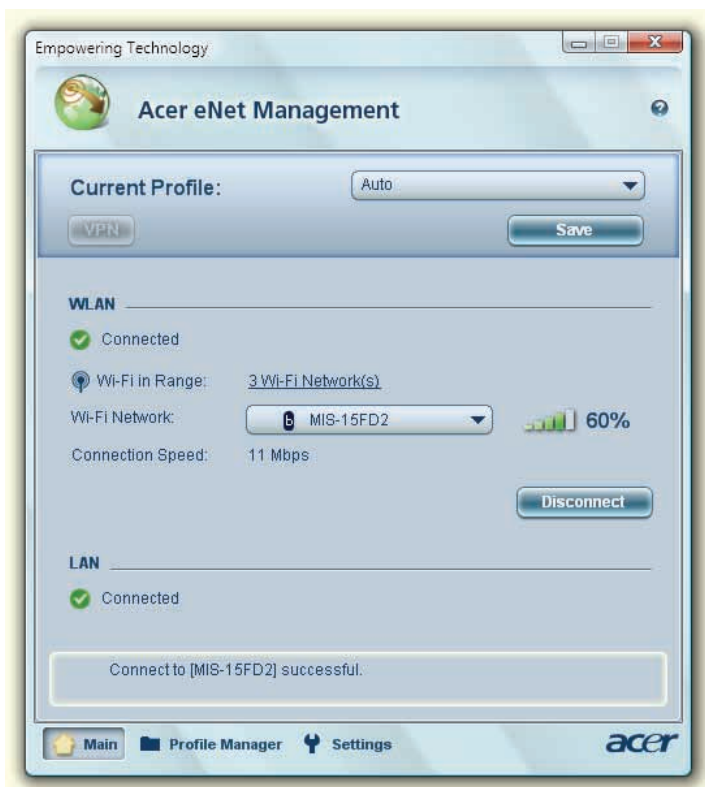 Empowering Technology
Acer eNet Management
Current Profile: Auto
VPN Save
WLAN
Connected
Wi-Fi in Range: 3 Wi-Fi Network(s)
Wi-Fi Network: b MIS-15FD2 60%
Connection Speed: 11 Mbps
Disconnect
LAN
Connected
Connect to [MIS-15FD2] successful.
Main Profile Manager Settings acer